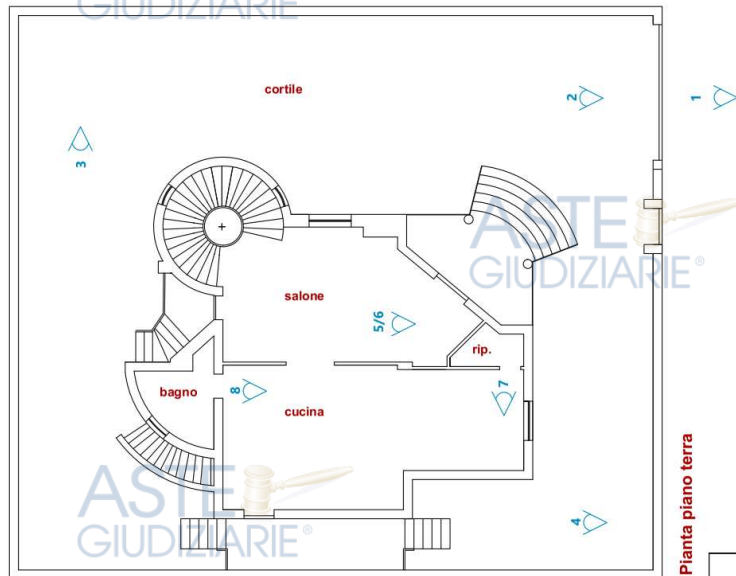 GIUDIZIARIE
cortile
2
1
3
ASTE
GIUDIZIARIE®
salone
5/6
rip.
bagno
8
7
cucina
ASTE
GIUDIZIARIE®
4
Pianta piano terra